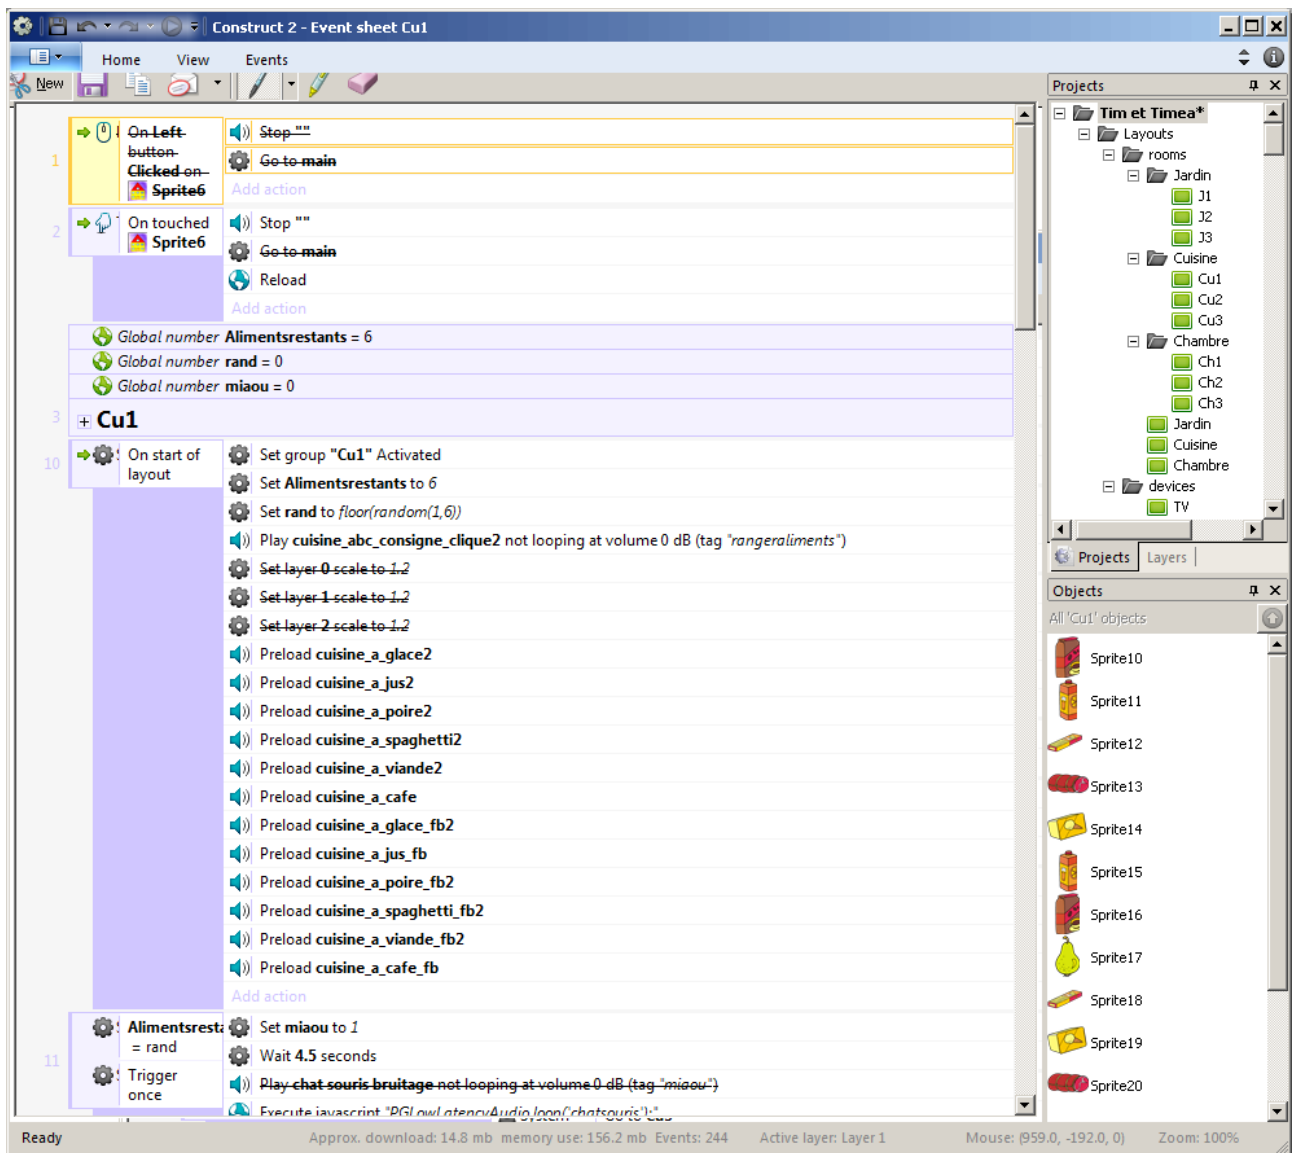 Construct 2 - Event sheet Cu1
Home View Events
New
1
On Left
button
Clicked on
Sprite6
Stop ""
Go to main
Add action
2
On touched
Sprite6
Stop ""
Go to main
Reload
Add action
Global number Alimentsrestants = 6
Global number rand = 0
Global number miaou = 0
3
Cu1
10
On start of
layout
Set group "Cu1" Activated
Set Alimentsrestants to 6
Set rand to floor(random(1,6))
Play cuisine_abc_consigne_clique2 not looping at volume 0 dB (tag "rangeraliments")
Set layer 0 scale to 1.2
Set layer 1 scale to 1.2
Set layer 2 scale to 1.2
Preload cuisine_a_glace2
Preload cuisine_a_jus2
Preload cuisine_a_poire2
Preload cuisine_a_spaghetti2
Preload cuisine_a_viande2
Preload cuisine_a_cafe
Preload cuisine_a_glace_fb2
Preload cuisine_a_jus_fb
Preload cuisine_a_poire_fb2
Preload cuisine_a_spaghetti_fb2
Preload cuisine_a_viande_fb2
Preload cuisine_a_cafe_fb
Add action
11
Alimentsresta
= rand
Trigger
once
Set miaou to 1
Wait 4.5 seconds
Play chat souris bruitage not looping at volume 0 dB (tag "miaou")
Execute javascript "PGLowLatencyAudio.loop('chatsouris');"
Projects
Tim et Timea*
Layouts
rooms
Jardin
J1
J2
J3
Cuisine
Cu1
Cu2
Cu3
Chambre
Ch1
Ch2
Ch3
Jardin
Cuisine
Chambre
devices
TV
Projects Layers
Objects
All 'Cu1' objects
Sprite10
Sprite11
Sprite12
Sprite13
Sprite14
Sprite15
Sprite16
Sprite17
Sprite18
Sprite19
Sprite20
Ready
Approx. download: 14.8 mb memory use: 156.2 mb Events: 244
Active layer: Layer 1
Mouse: (959.0, -192.0, 0)
Zoom: 100%